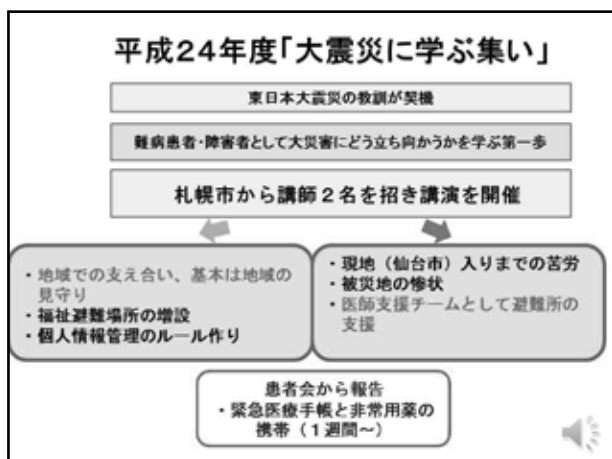 平成24年度「大震災に学ぶ集い」
東日本大震災の教訓が契機
難病患者・障害者として大災害にどう立ち向かうかを学ぶ第一歩
札幌市から講師2名を招き講演を開催
・地域での支え合い、基本は地域の
見守り
・福祉避難場所の増設
・個人情報管理のルール作り
・現地（仙台市）入りまでの苦労
・被災地の惨状
・医師支援チームとして避難所の
支援
患者会から報告
・緊急医療手帳と非常用薬の
携帯（1週間～）